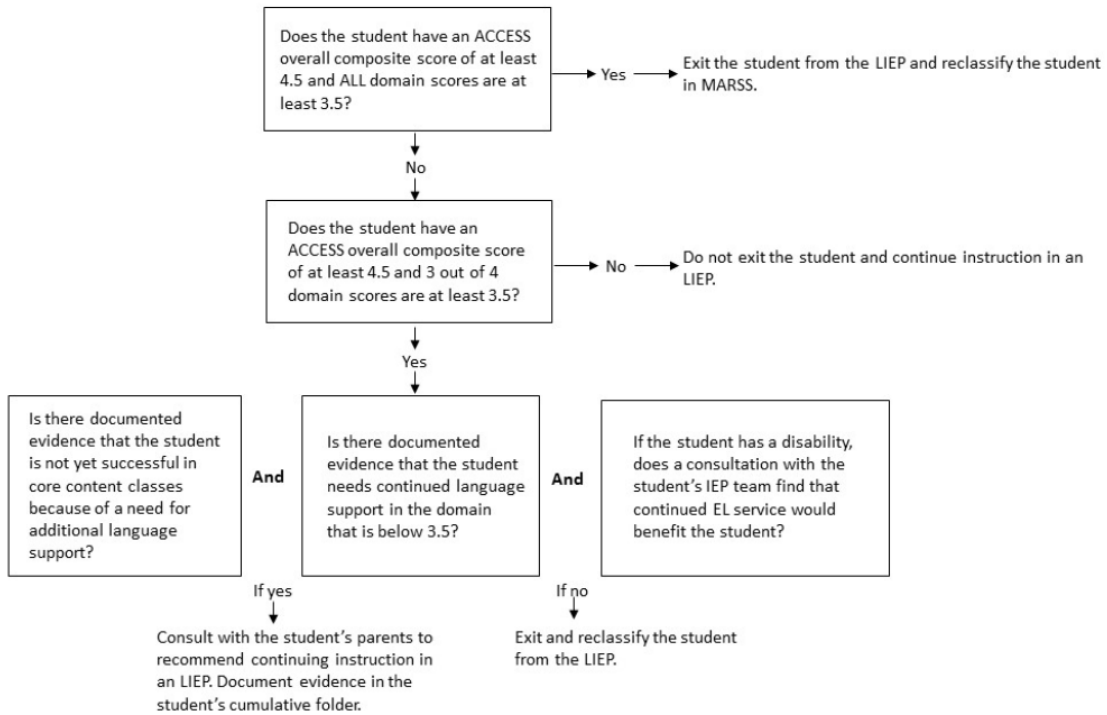 Does the student have an ACCESS
overall composite score of at least
4.5 and ALL domain scores are at
least 3.5?
Yes
Exit the student from the LIEP and reclassify the student
in MARSS.
No
Does the student have an
ACCESS overall composite score
of at least 4.5 and 3 out of 4
domain scores are at least 3.5?
No
Do not exit the student and continue instruction in an
LIEP.
Yes
Is there documented
evidence that the student
is not yet successful in
core content classes
because of a need for
additional language
support?
And
Is there documented
evidence that the student
needs continued language
support in the domain
that is below 3.5?
And
If the student has a disability,
does a consultation with the
student's IEP team find that
continued EL service would
benefit the student?
If yes
Consult with the student's parents to
recommend continuing instruction in
an LIEP. Document evidence in the
student's cumulative folder.
If no
Exit and reclassify the student
from the LIEP.